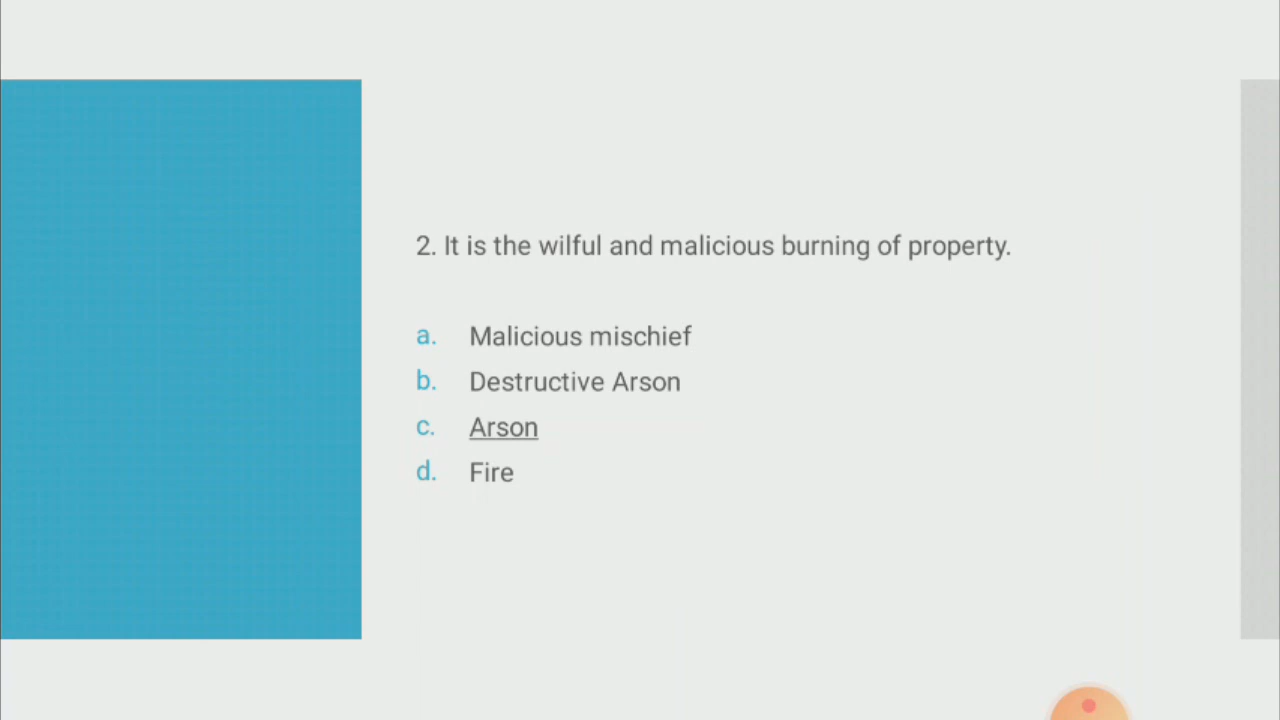 2. It is the wilful and malicious burning of property.
a. Malicious mischief
b. Destructive Arson
c. Arson
d. Fire